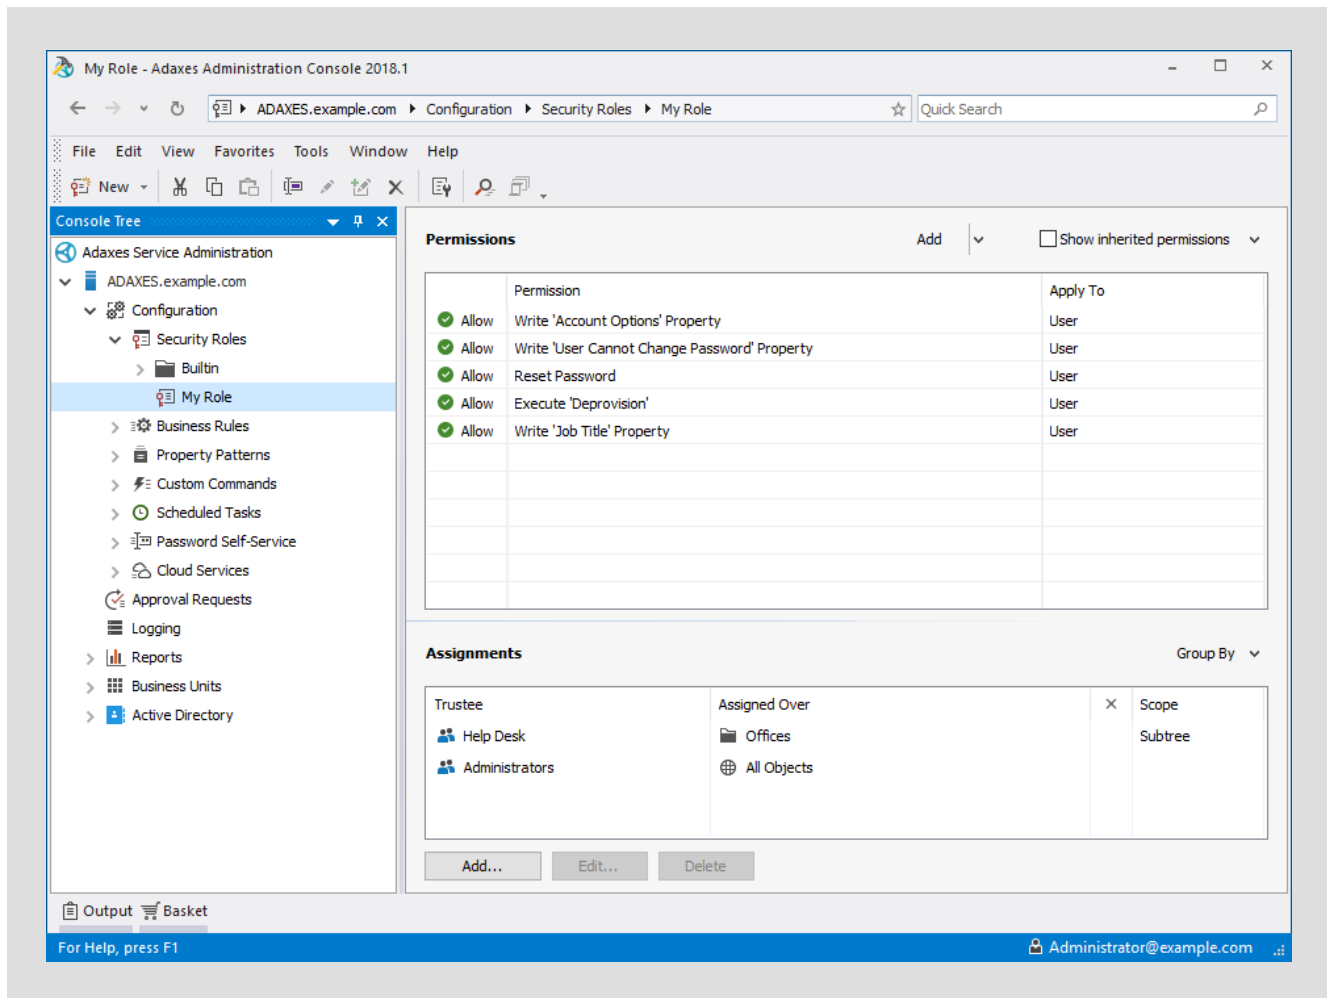 My Role - Adaxes Administration Console 2018.1
ADAXES.example.com Configuration Security Roles My Role Quick Search
File Edit View Favorites Tools Window Help
New
Console Tree
Adaxes Service Administration
ADAXES.example.com
Configuration
Security Roles
Builtin
My Role
Business Rules
Property Patterns
Custom Commands
Scheduled Tasks
Password Self-Service
Cloud Services
Approval Requests
Logging
Reports
Business Units
Active Directory
Permissions Add Show inherited permissions
Permission Apply To
Allow Write 'Account Options' Property User
Allow Write 'User Cannot Change Password' Property User
Allow Reset Password User
Allow Execute 'Deprovision' User
Allow Write 'Job Title' Property User
Assignments Group By
Trustee Assigned Over Scope
Help Desk Offices Subtree
Administrators All Objects
Add... Edit... Delete
Output Basket
For Help, press F1 Administrator@example.com